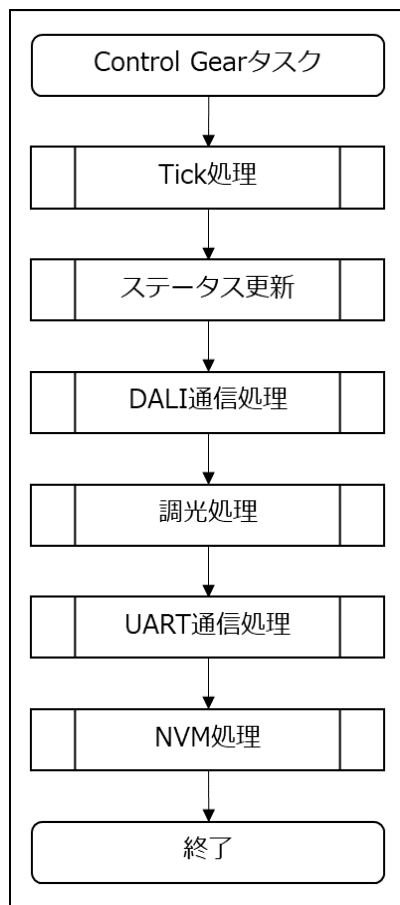 Control Gearタスク
Tick処理
ステータス更新
DALI通信処理
調光処理
UART通信処理
NVM処理
終了